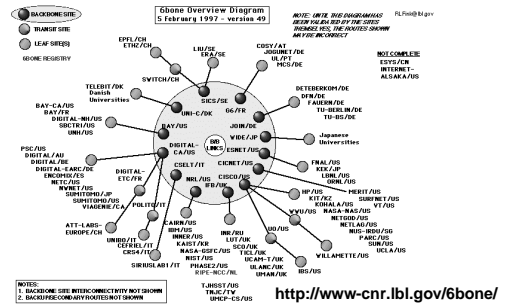 BACKBONE SITE
TRANSIT SITE
LEAF SITE(S)
6BONE REGISTRY
6bone Overview Diagram
5 February 1997 - version 49
NOTE: UNTIL THIS DIAGRAM HAS
BEEN VALIDATED BY THE SITES
THEMSELVES, THE ROUTES SHOWN
MAY BE INCORRECT
RLFink@lbl.gov
NOT COMPLETE
ESYS/CN
INTERNET-
ALSAKA/US
EPFL/CH
ETHZ/CH
SWITCH/CH
LIU/SE
ERA/SE
SICS/SE
COSY/AT
JOGUNET/DE
UL/PT
MCS/DE
G6/FR
TELEBIT/DK
Danish
Universities
UNI-C/DK
DETEBERKOM/DE
DFN/DE
FAUERN/DE
TU-BERLIN/DE
TU-BS/DE
JOIN/DE
BAY-CA/US
BAY/FR
DIGITAL-NH/US
SBCTRI/US
UNH/US
BAY/US
WIDE/JP
Japanese
Universities
B/B
LINKS
DIGITAL-
CA/US
ESNET/US
FNAL/US
KEK/JP
LBNL/US
ORNL/US
PSC/US
DIGITAL/AU
DIGITAL/BE
DIGITAL-EARC/DE
ENCOMIX/ES
NETC/US
NWNET/US
SUMITOMO/JP
SUMITOMO/US
VIAGENIE/CA
DIGITAL-
ETC/FR
CSELT/IT
CICNET/US
MERIT/US
NRL/US
IFB/UK
CISCO/US
HP/US
KIT/KZ
KOHALA/US
NASA-NAS/US
NETGOD/US
NETLAG/US
NUS-IRDU/SG
PARC/US
SUN/US
UCLA/US
SURFNET/US
VT/US
POLITO/IT
ATT-LABS-
EUROPE/CH
UNIBO/IT
CEFRIEL/IT
CRS4/IT
SIRIUSLAB1/IT
CAIRN/US
IBM/US
INNER/US
KAIST/KR
NASA-GSFC/US
NIST/US
PHASE2/US
RIPE-NCC/NL
TJHSST/US
TNJC/TW
UMCP-CS/US
INR/RU
LUT/UK
SCO/UK
TICL/UK
UCAM-T/UK
ULANC/UK
UMAN/UK
UO/US
WVU/US
WILLAMETTE/US
IBS/US
NOTES:
1. BACKBONE SITE INTERCONNECTIVITY NOT SHOWN
2. BACKUP/SECONDARY ROUTES NOT SHOWN
http://www-cnr.lbl.gov/6bone/